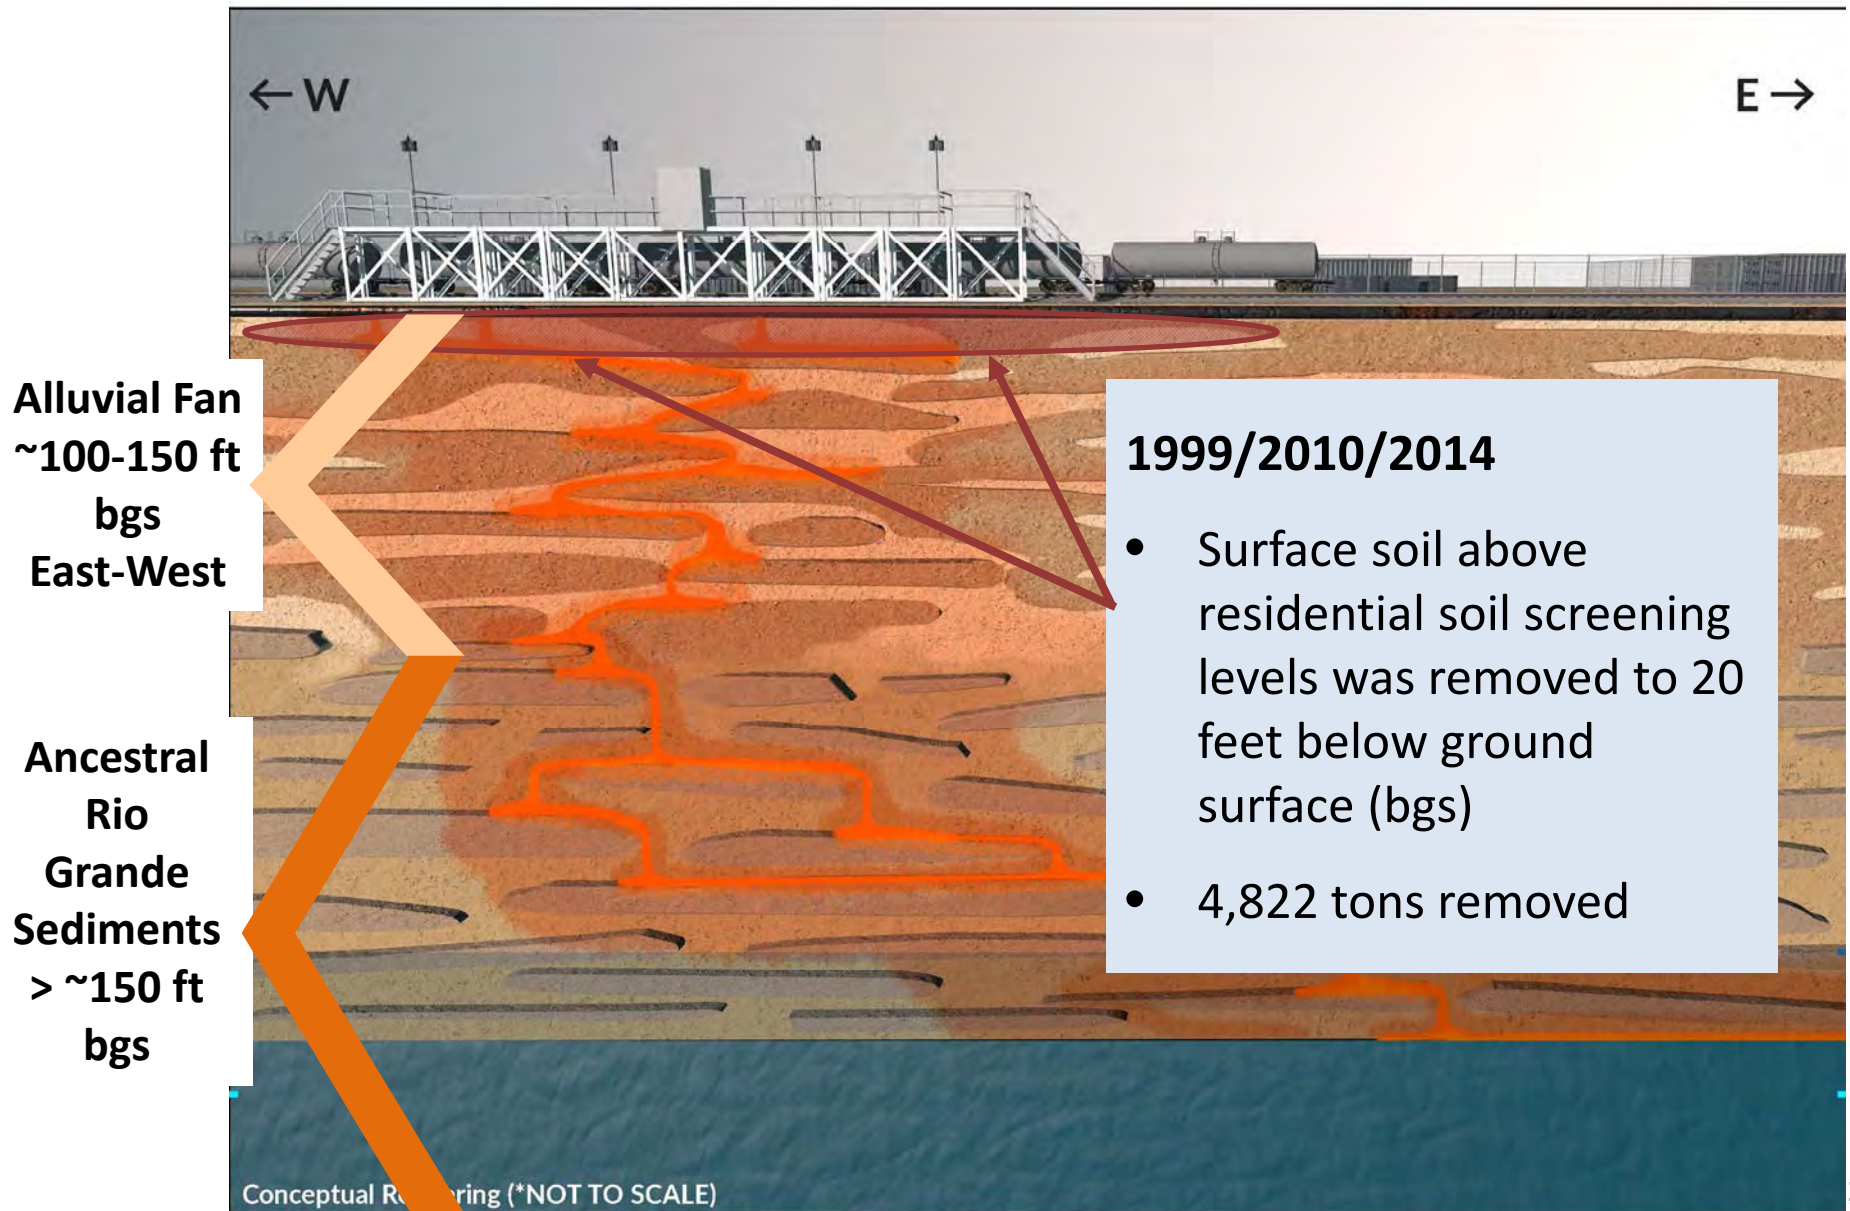 ← W
E →
Alluvial Fan
~100-150 ft
bgs
East-West
Ancestral
Rio
Grande
Sediments
> ~150 ft
bgs
1999/2010/2014
• Surface soil above
residential soil screening
levels was removed to 20
feet below ground
surface (bgs)
• 4,822 tons removed
Conceptual (*NOT TO SCALE)